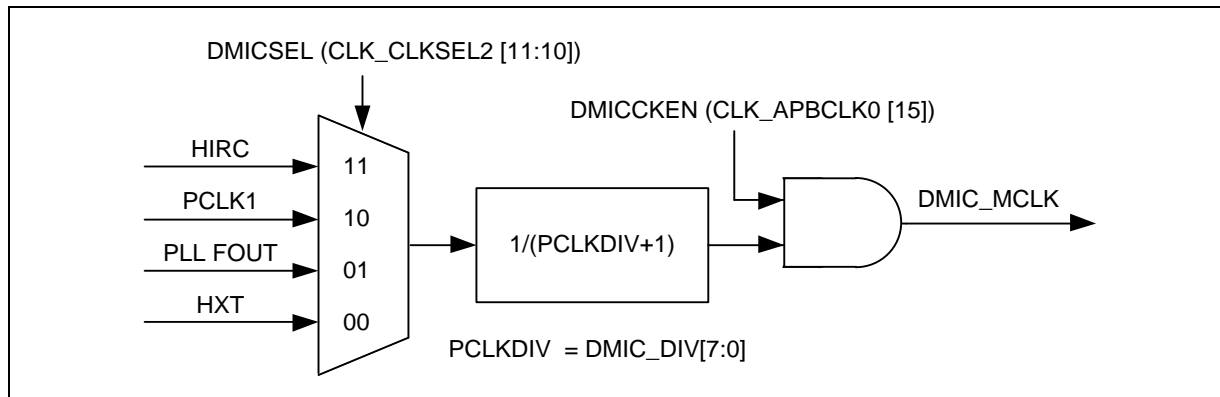 DMICSEL (CLK_CLKSEL2 [11:10])
DMICCKEN (CLK_APBCLK0 [15])
HIRC
11
PCLK1
10
PLL FOUT
01
HXT
00
1/(PCLKDIV+1)
DMIC_MCLK
PCLKDIV = DMIC_DIV[7:0]